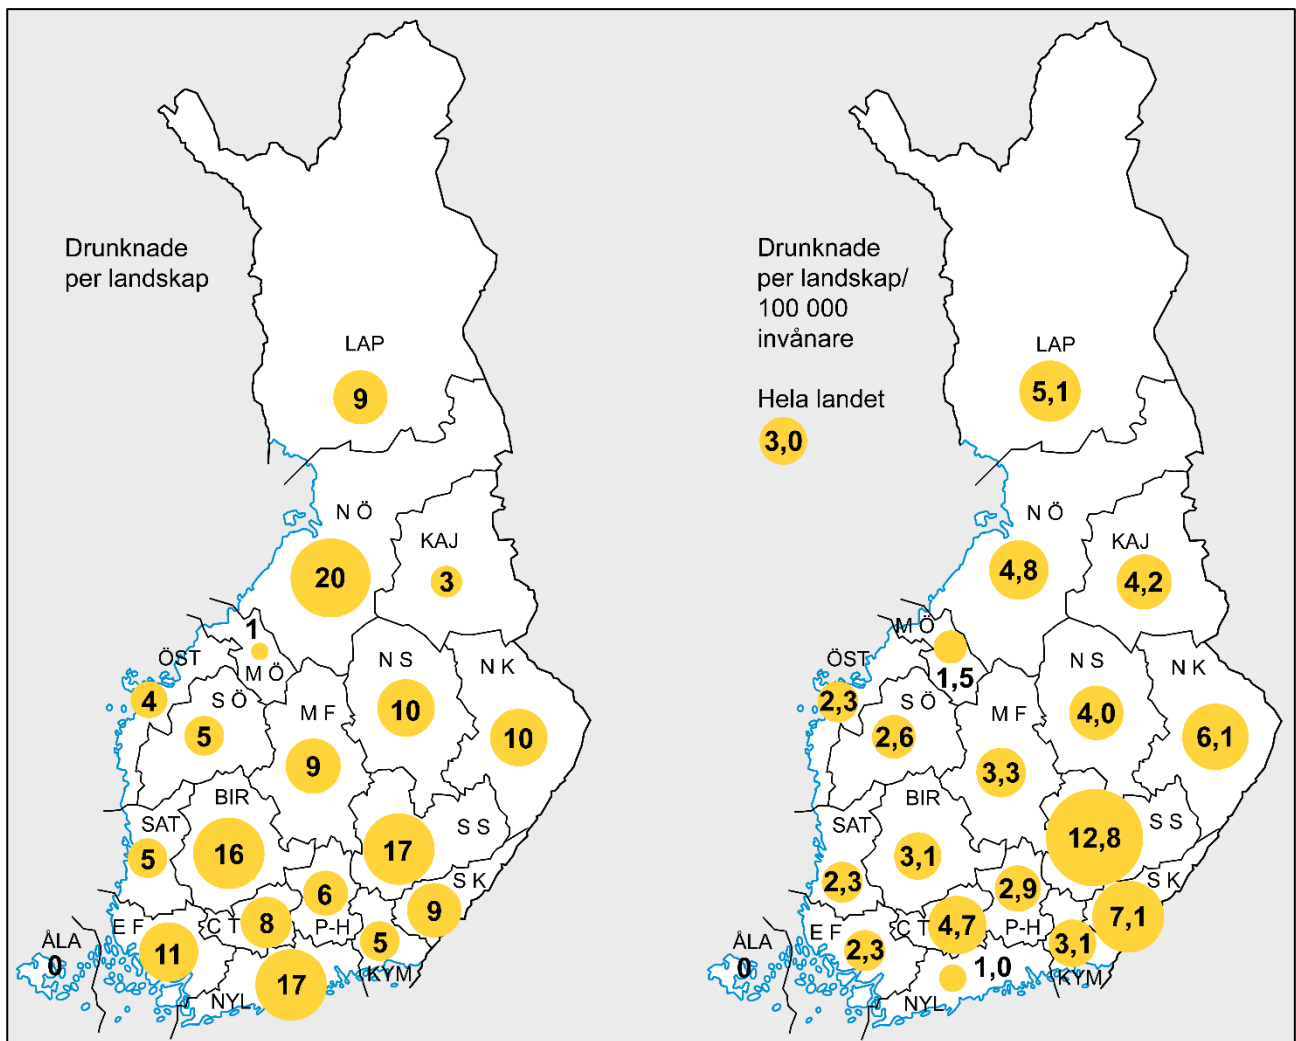 Drunknade
per landskap
LAP
9
N Ö
20
KAJ
3
1
M Ö
ÖST
4
S Ö
5
M F
9
N S
10
N K
10
BIR
16
SAT
5
S S
17
S K
9
6
P-H
C T
8
E F
11
5
KYM
ÅLA
0
NYL
17
Drunknade
per landskap/
100 000
invånare
Hela landet
3,0
LAP
5,1
N Ö
4,8
KAJ
4,2
M Ö
1,5
ÖST
2,3
S Ö
2,6
M F
3,3
N S
4,0
N K
6,1
BIR
3,1
SAT
2,3
S S
12,8
S K
7,1
2,9
P-H
C T
4,7
E F
2,3
3,1
KYM
ÅLA
0
NYL
1,0